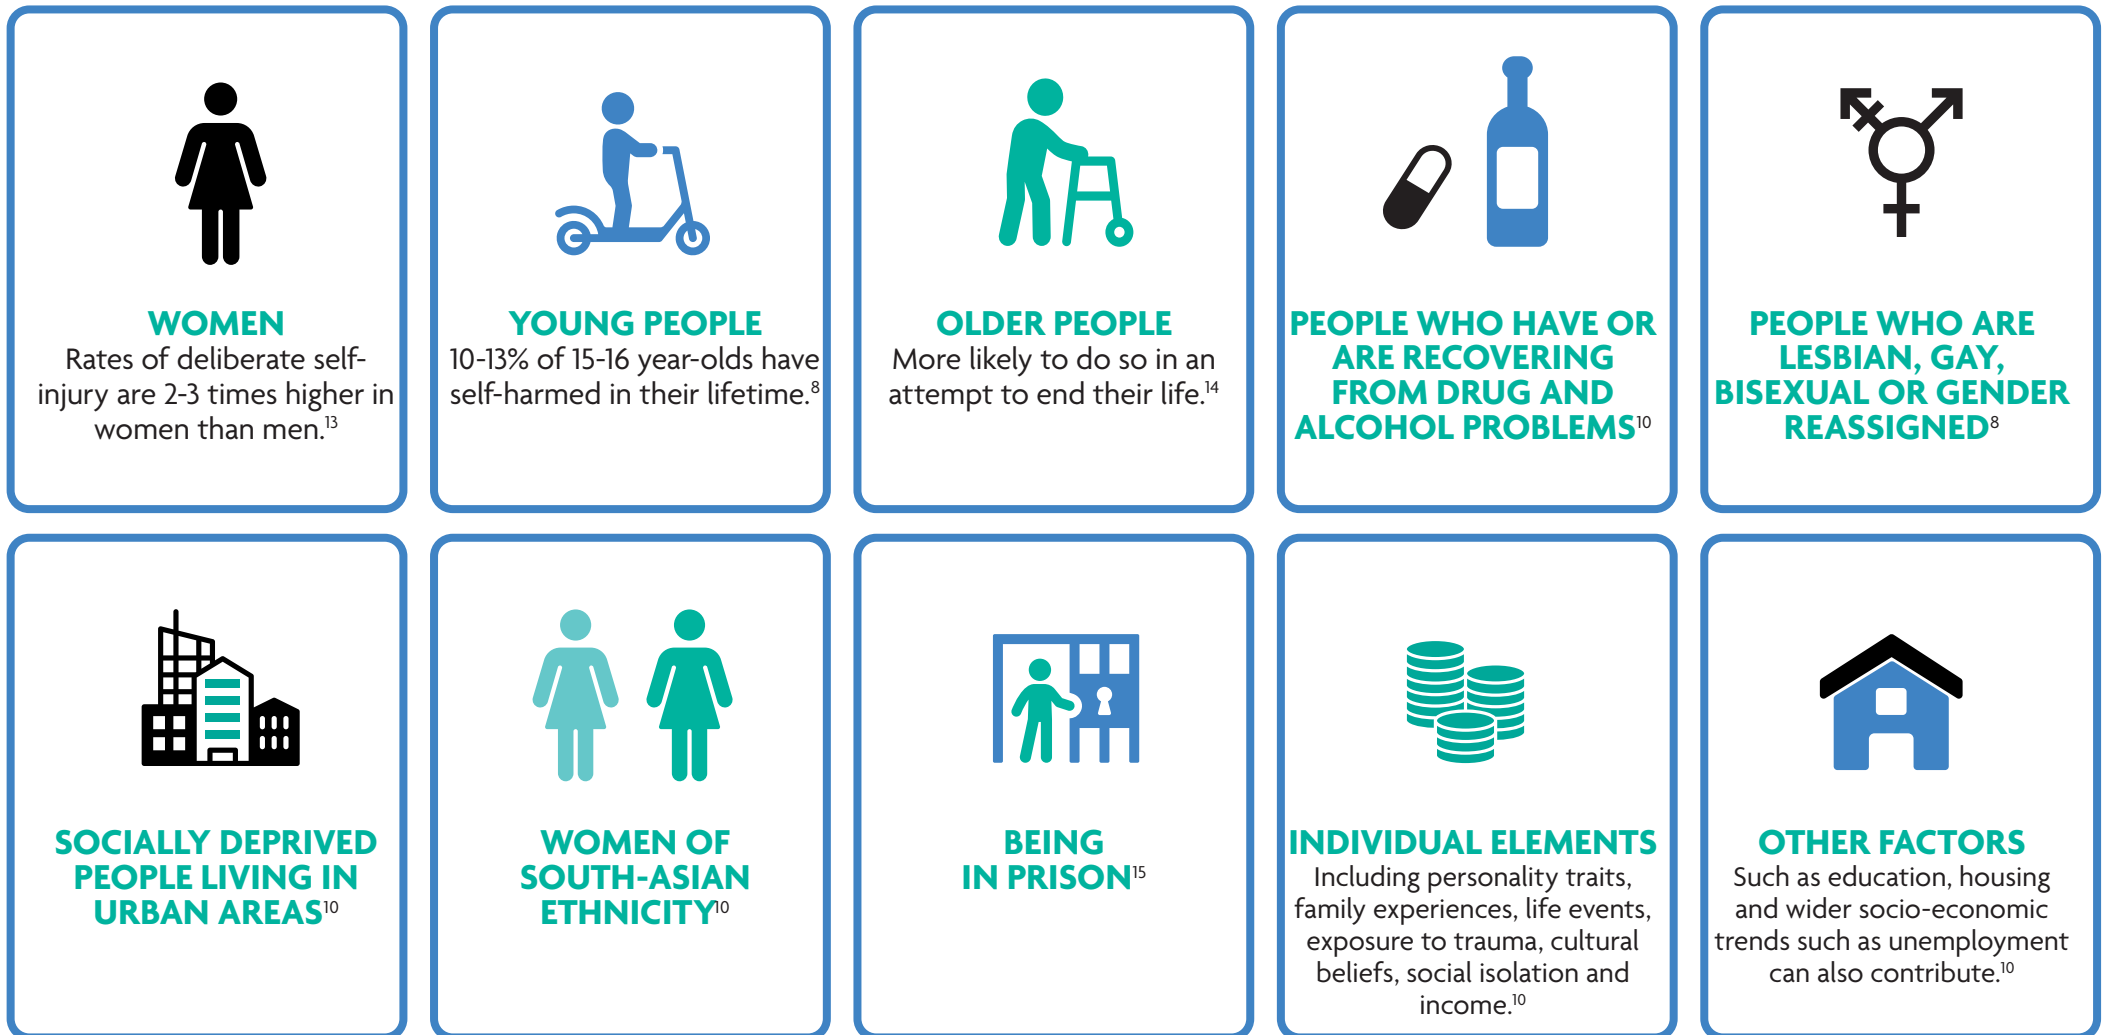 WOMEN
Rates of deliberate self-
injury are 2-3 times higher in
women than men.13
YOUNG PEOPLE
10-13% of 15-16 year-olds have
self-harmed in their lifetime.8
OLDER PEOPLE
More likely to do so in an
attempt to end their life.14
PEOPLE WHO HAVE OR
ARE RECOVERING
FROM DRUG AND
ALCOHOL PROBLEMS10
PEOPLE WHO ARE
LESBIAN, GAY,
BISEXUAL OR GENDER
REASSIGNED8
SOCIALLY DEPRIVED
PEOPLE LIVING IN
URBAN AREAS10
WOMEN OF
SOUTH-ASIAN
ETHNICITY10
BEING
IN PRISON15
INDIVIDUAL ELEMENTS
Including personality traits,
family experiences, life events,
exposure to trauma, cultural
beliefs, social isolation and
income.10
OTHER FACTORS
Such as education, housing
and wider socio-economic
trends such as unemployment
can also contribute.10